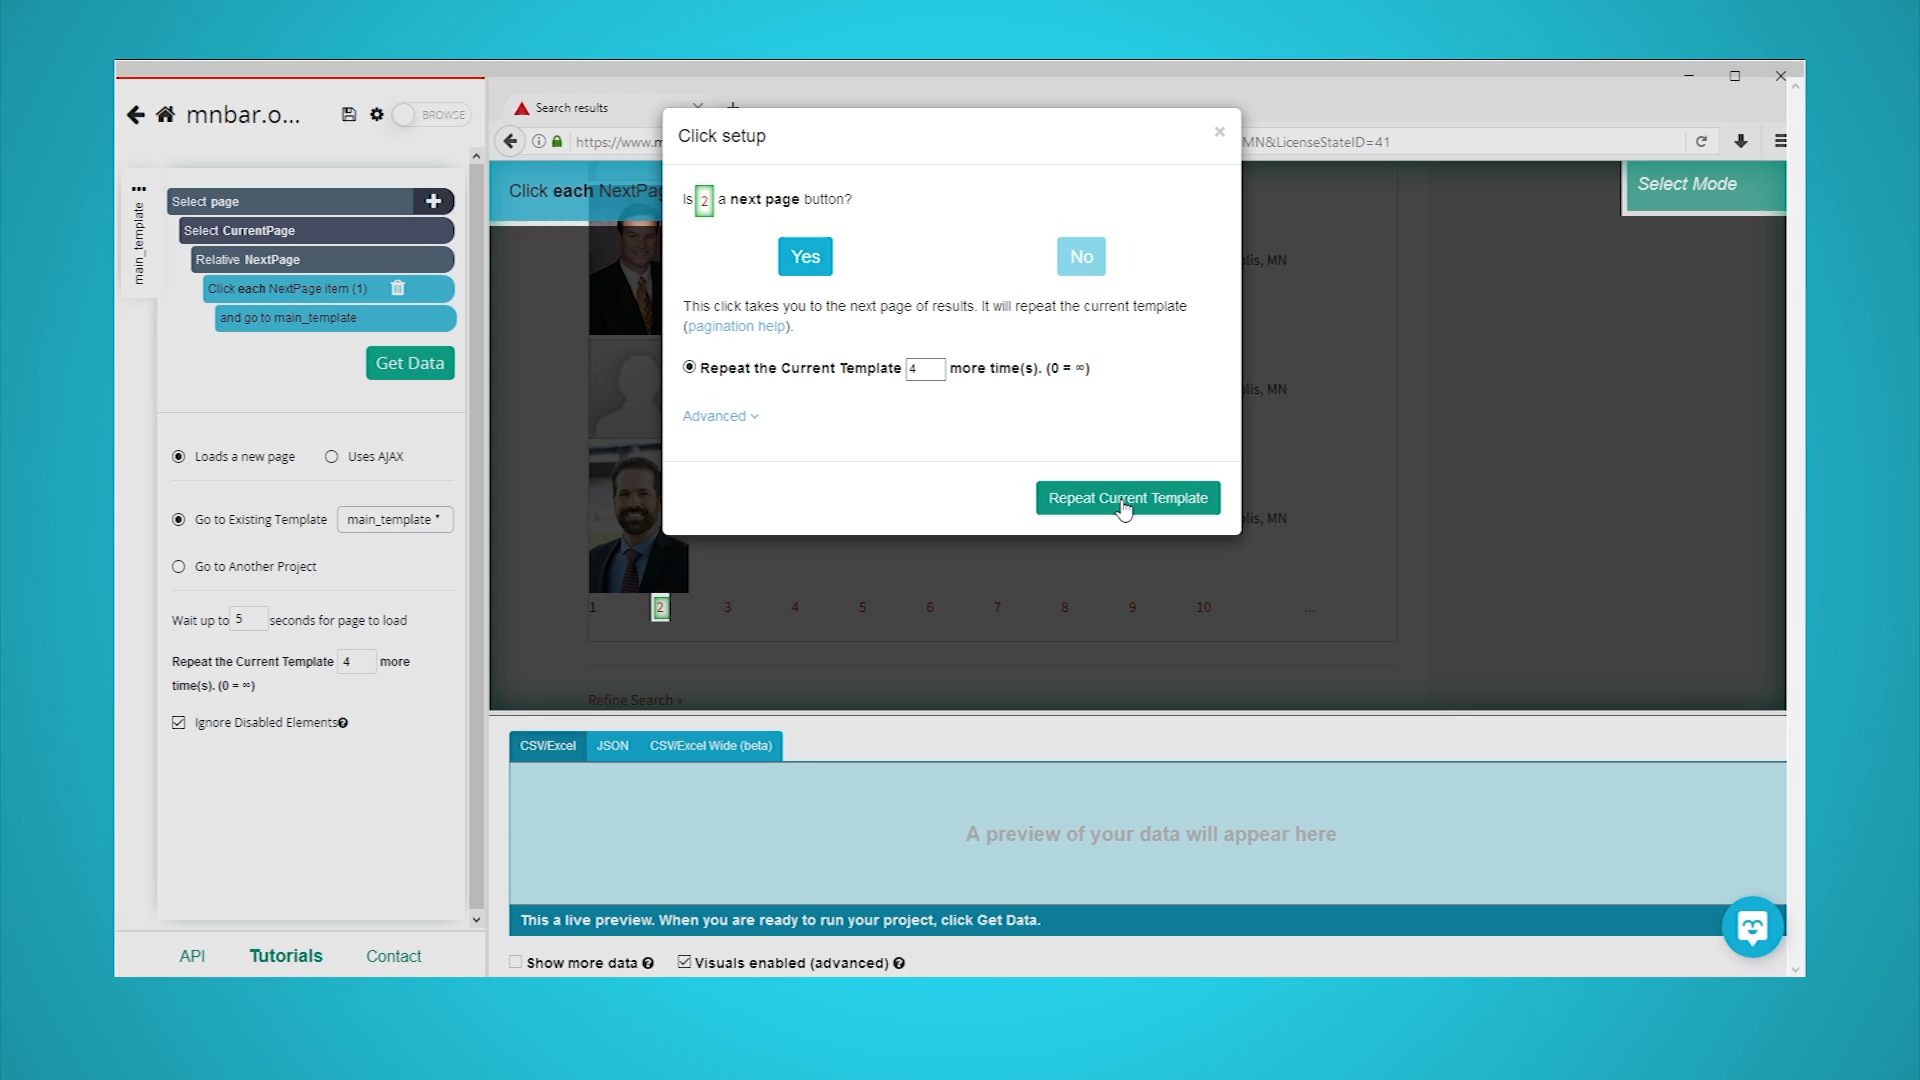 mnbar.o...
BROWSE
main_template
Select page
Select CurrentPage
Relative NextPage
Click each NextPage item (1)
and go to main_template
Get Data
Loads a new page
Uses AJAX
Go to Existing Template
main_template
Go to Another Project
Wait up to 5 seconds for page to load
Repeat the Current Template 4 more
time(s). (0 = ∞)
Ignore Disabled Elements
API
Tutorials
Contact
Search results
https://www.m
MN&LicenseStateID=41
Click each NextPag
Select Mode
Click setup
Is 2 a next page button?
Yes
No
This click takes you to the next page of results. It will repeat the current template
(pagination help).
Repeat the Current Template 4 more time(s). (0 = ∞)
Advanced
Repeat Current Template
lis, MN
lis, MN
lis, MN
1 2 3 4 5 6 7 8 9 10 ...
Refine Search »
CSV/Excel
JSON
CSV/Excel Wide (beta)
A preview of your data will appear here
This a live preview. When you are ready to run your project, click Get Data.
Show more data
Visuals enabled (advanced)